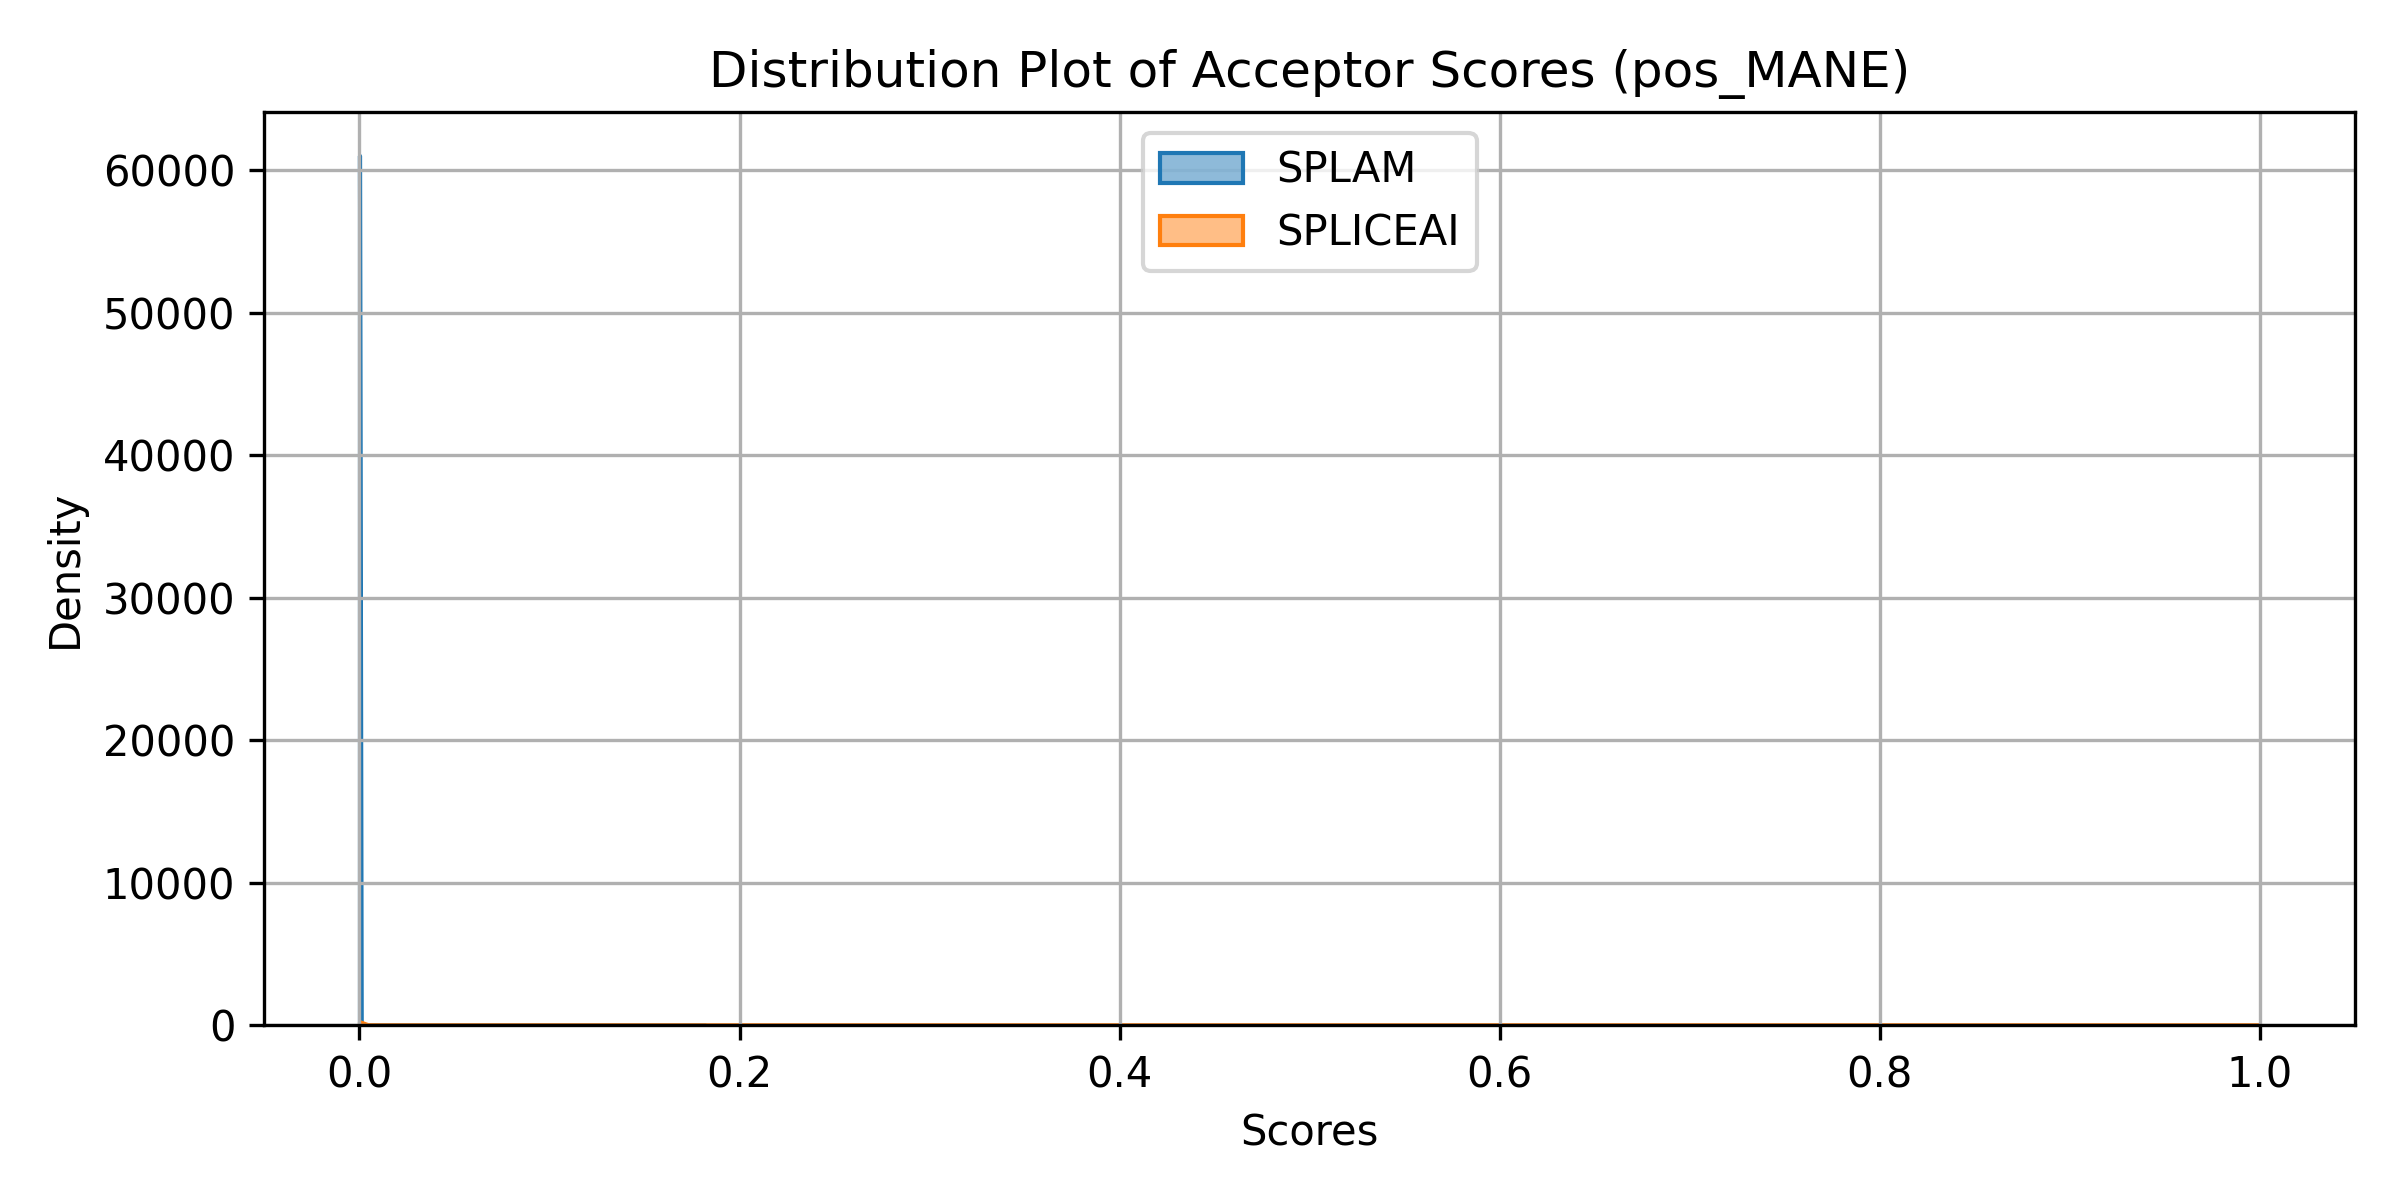 Distribution Plot of Acceptor Scores (pos_MANE)
SPLAM
SPLICEAI
60000
50000
40000
30000
20000
10000
0
Density
0.0 0.2 0.4 0.6 0.8 1.0
Scores